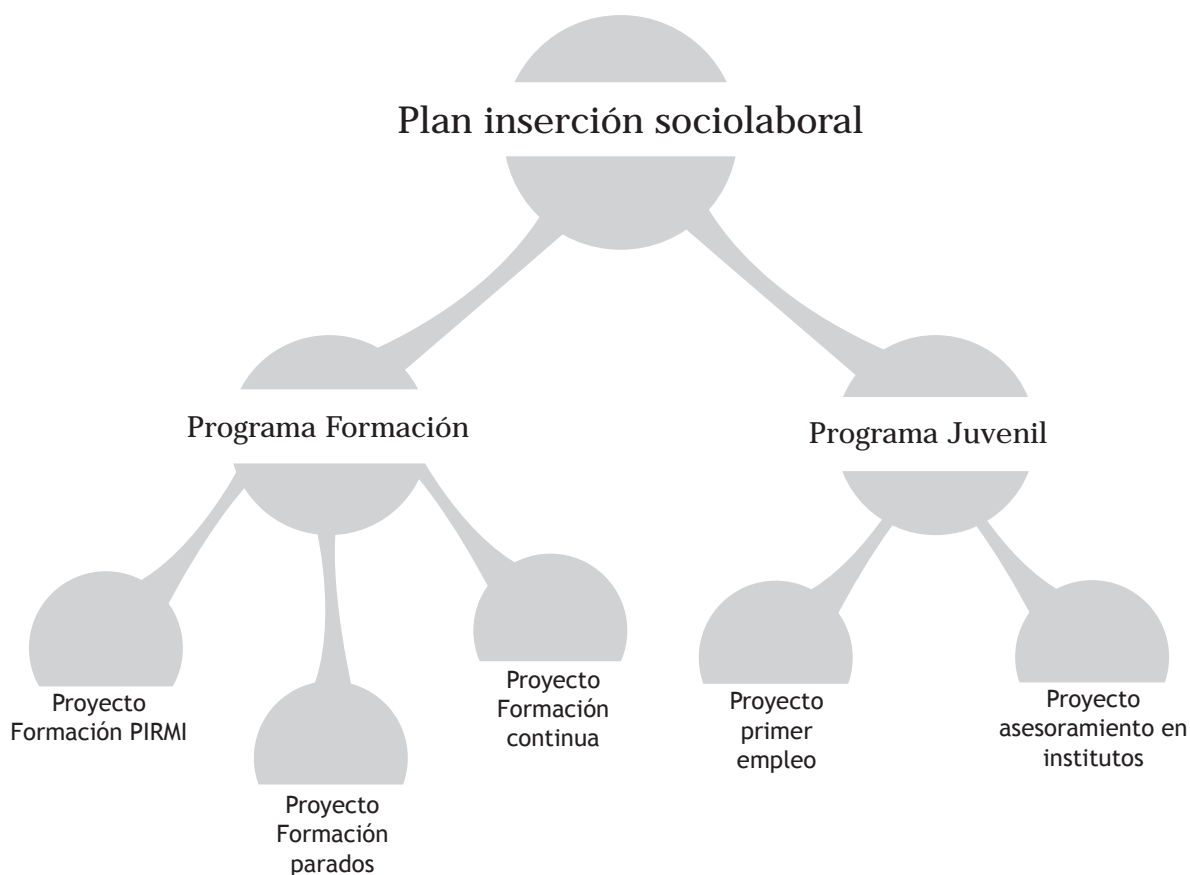 Plan inserción sociolaboral
Programa Formación
Programa Juvenil
Proyecto
Formación PIRMI
Proyecto
Formación
parados
Proyecto
Formación
continua
Proyecto
primer
empleo
Proyecto
asesoramiento en
institutos